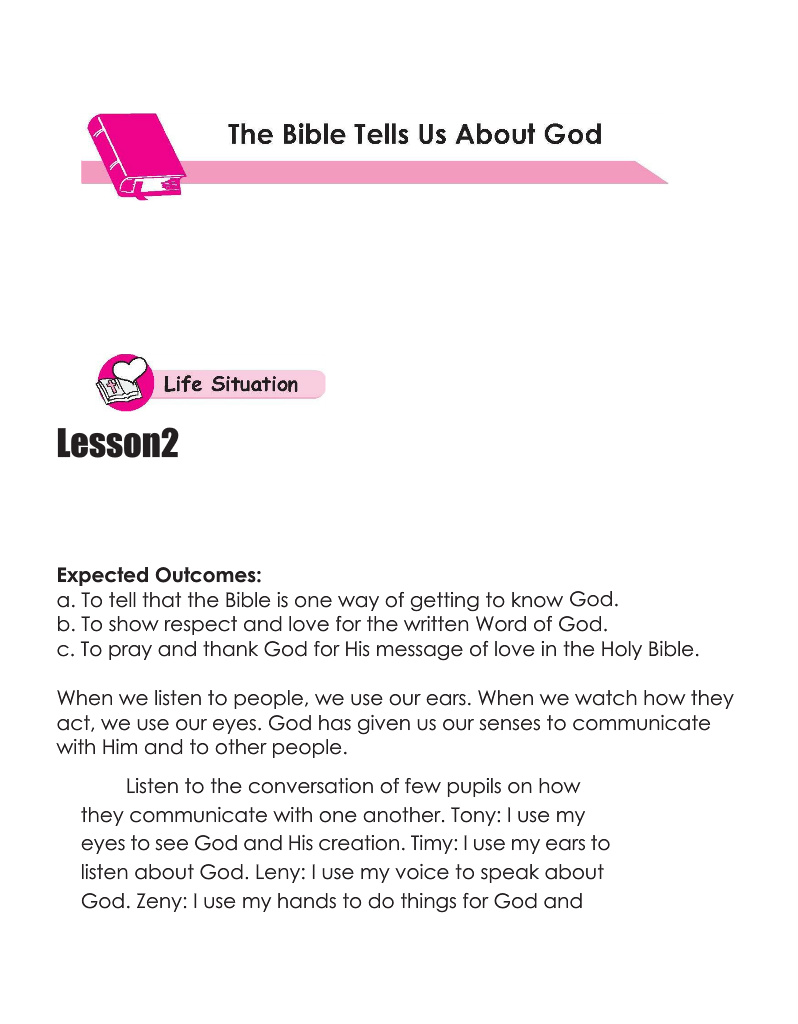 The Bible Tells Us About God
Life Situation
Lesson2
Expected Outcomes:
a. To tell that the Bible is one way of getting to know God.
b. To show respect and love for the written Word of God.
c. To pray and thank God for His message of love in the Holy Bible.
When we listen to people, we use our ears. When we watch how they
act, we use our eyes. God has given us our senses to communicate
with Him and to other people.
Listen to the conversation of few pupils on how
they communicate with one another. Tony: I use my
eyes to see God and His creation. Timy: I use my ears to
listen about God. Leny: I use my voice to speak about
God. Zeny: I use my hands to do things for God and